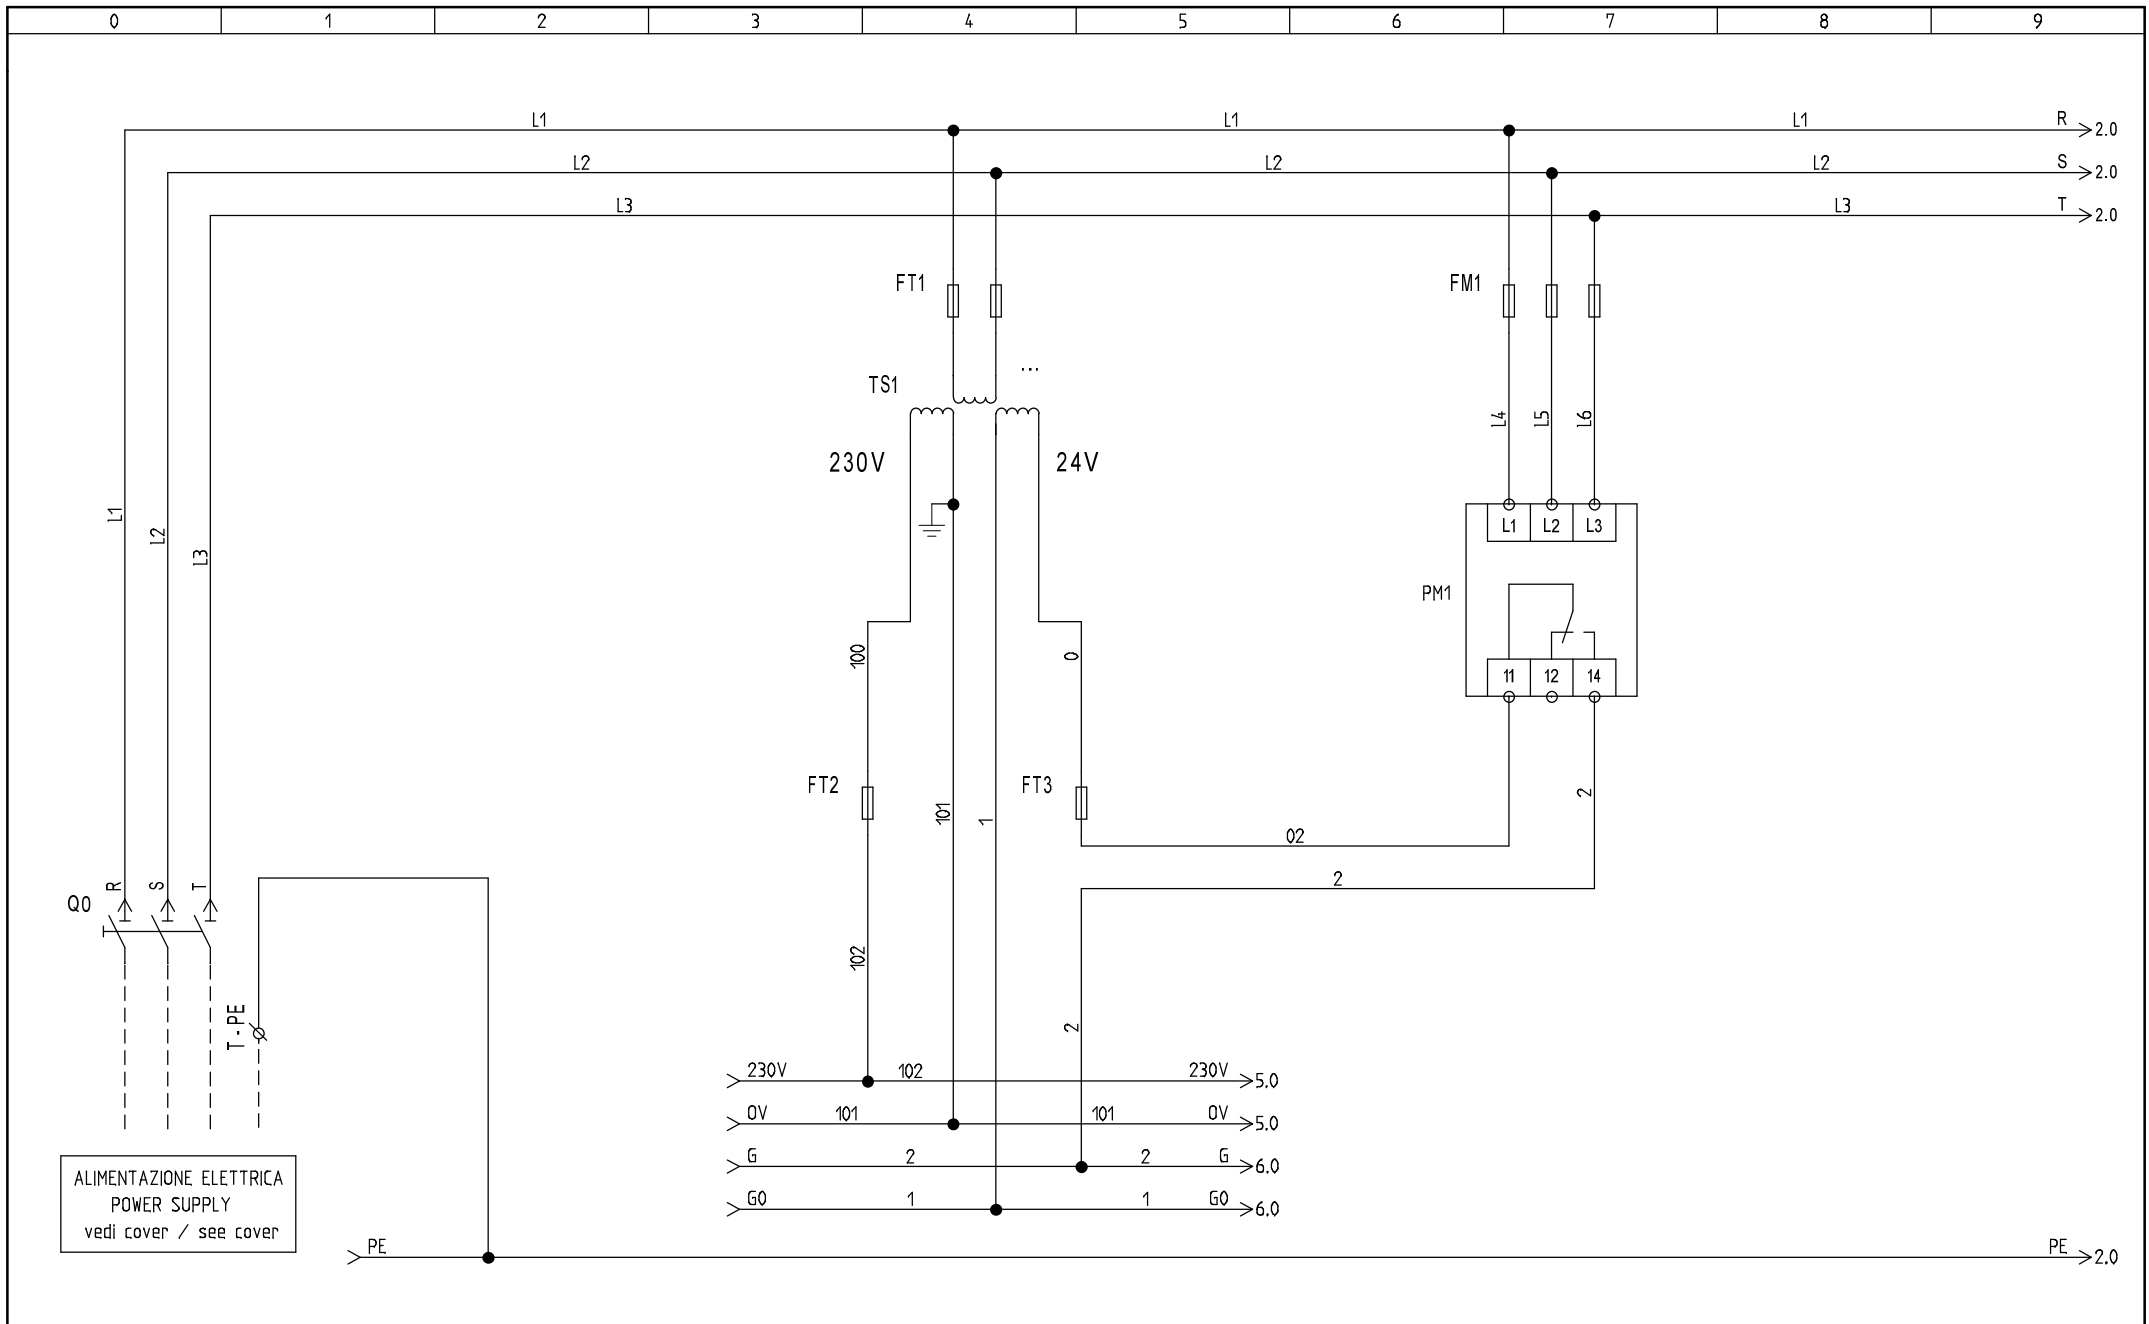 0 1 2 3 4 5 6 7 8 9
L1 L1 L1 R 2.0
L2 L2 L2 S 2.0
L3 L3 T 2.0
FT1 FM1
...
TS1
L4 L5 L6
230V 24V
L1 L2 L3
L1 L2 L3
PM1
100 0
11 12 14
FT2 FT3
101 1 2
02
2
R S T
Q0
102
T-PE
2
230V 102 230V 5.0
0V 101 101 0V 5.0
G 2 2 G 6.0
G0 1 1 G0 6.0
ALIMENTAZIONE ELETTRICA
POWER SUPPLY
vedi cover / see cover
PE PE 2.0